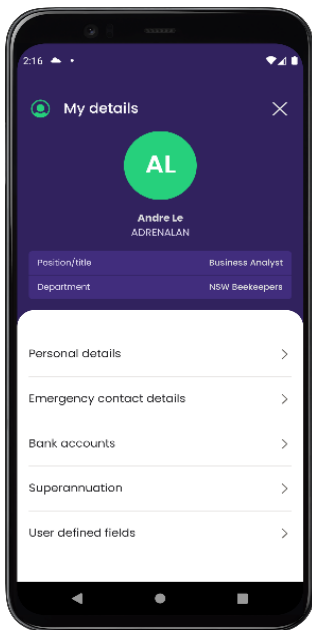 2:16
My details
AL
Andre Le
ADRENALAN
Position/title Business Analyst
Department NSW Beekeepers
Personal details
Emergency contact details
Bank accounts
Superannuation
User defined fields